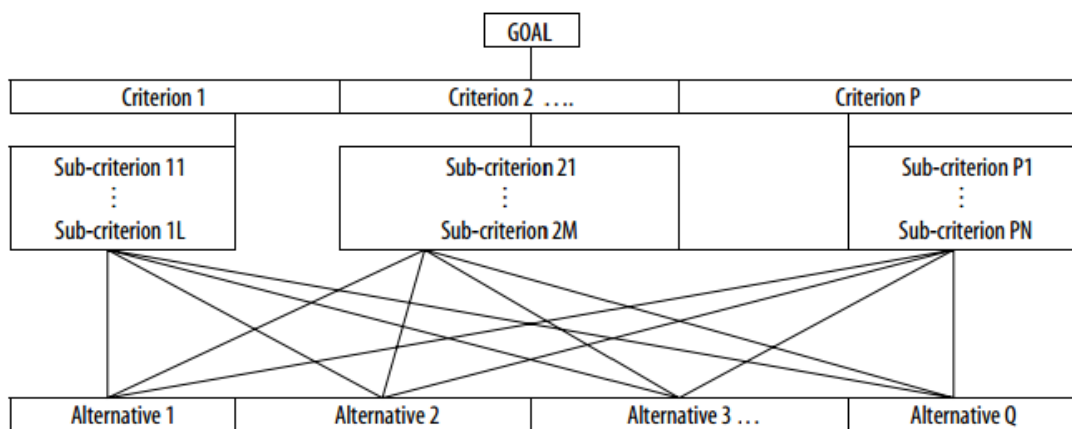 GOAL
Criterion 1
Criterion 2 ….
Criterion P
Sub-criterion 11
⋮
Sub-criterion 1L
Sub-criterion 21
⋮
Sub-criterion 2M
Sub-criterion P1
⋮
Sub-criterion PN
Alternative 1
Alternative 2
Alternative 3 …
Alternative Q